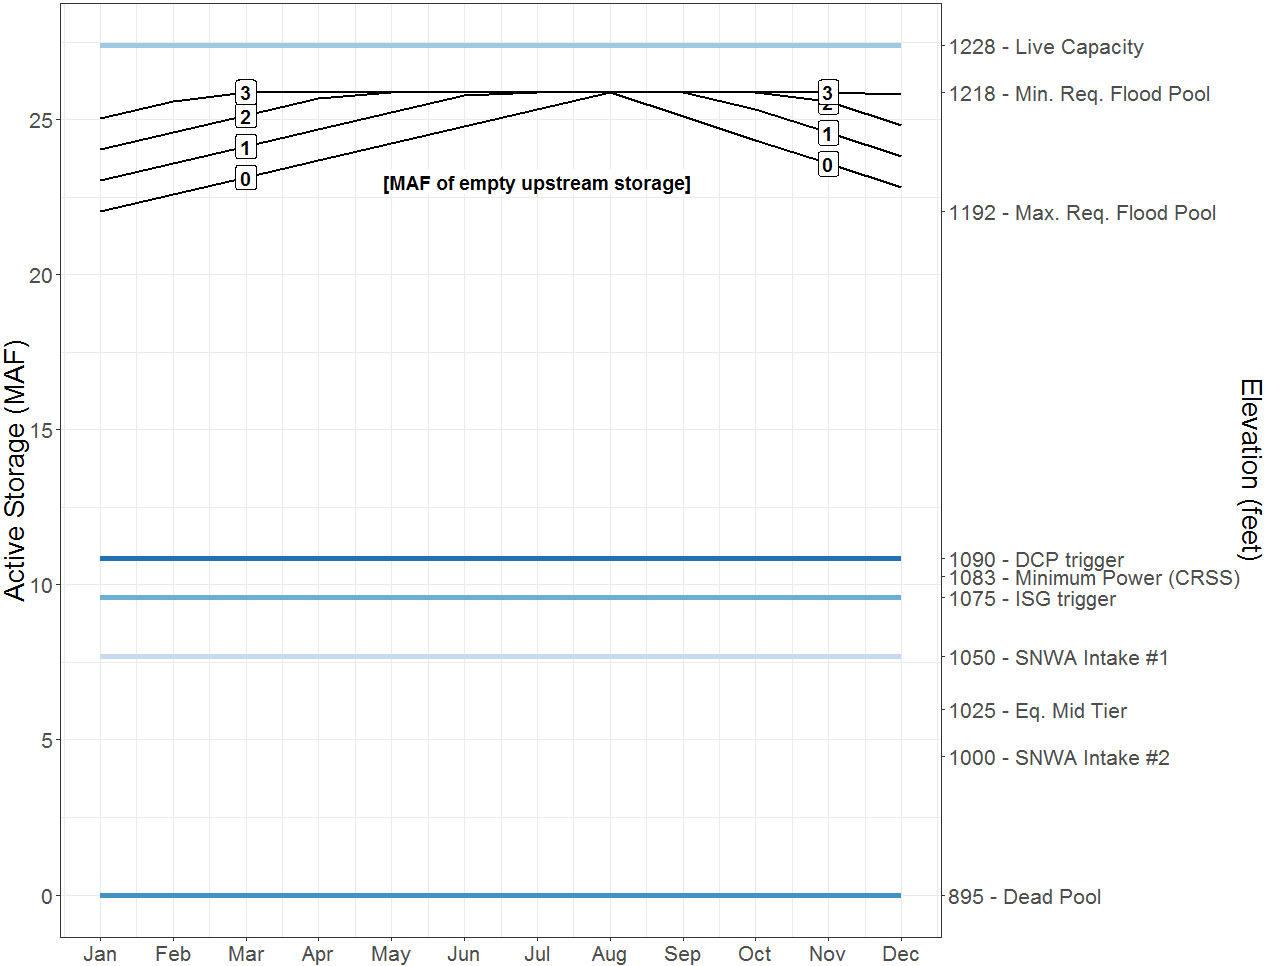 1228 - Live Capacity
3
3
1218 - Min. Req. Flood Pool
25
2
2
1
1
0
0
[MAF of empty upstream storage]
1192 - Max. Req. Flood Pool
20
Active Storage (MAF)
15
Elevation (feet)
1090 - DCP trigger
1083 - Minimum Power (CRSS)
10
1075 - ISG trigger
1050 - SNWA Intake #1
1025 - Eq. Mid Tier
5
1000 - SNWA Intake #2
0
895 - Dead Pool
Jan Feb Mar Apr May Jun Jul Aug Sep Oct Nov Dec